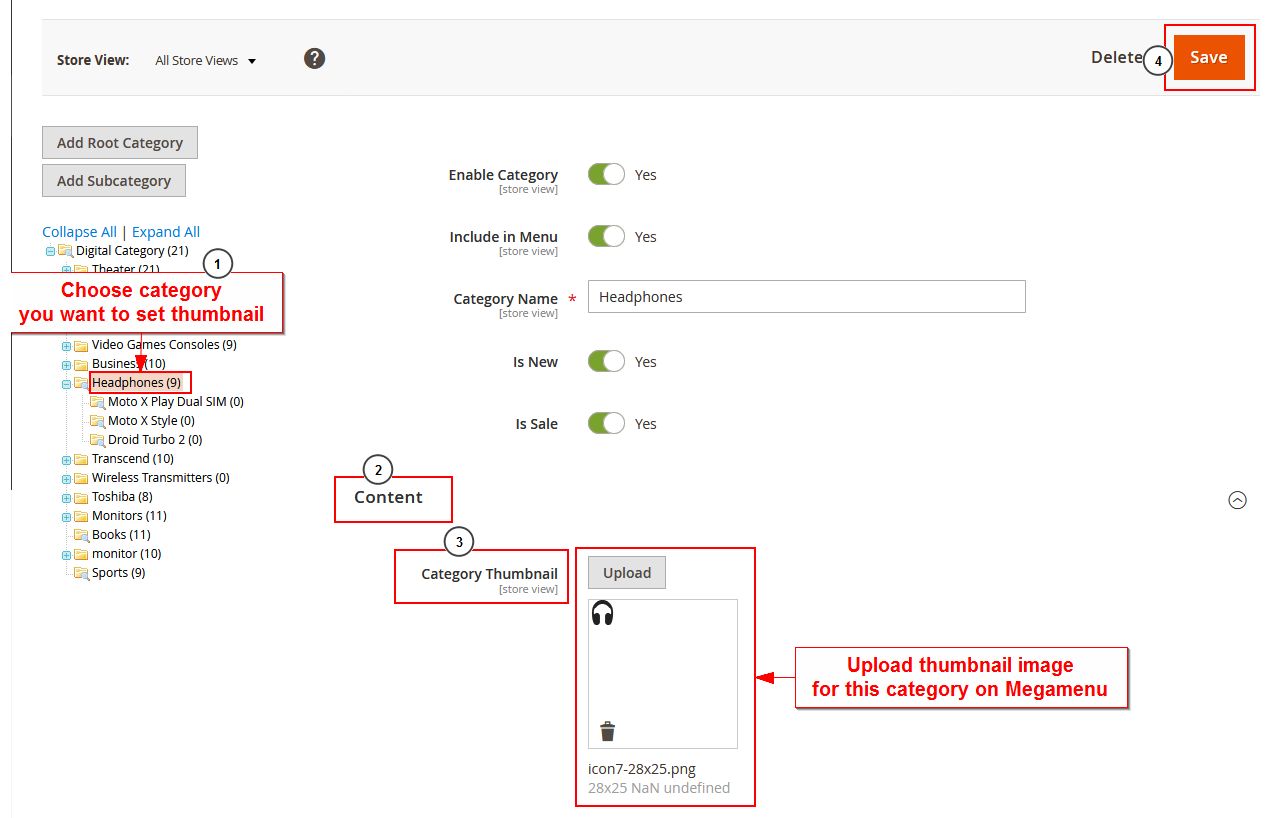 Store View: All Store Views ?
Delete 4 Save
Add Root Category
Add Subcategory
Collapse All | Expand All
Digital Category (21)
1
Theater (21)
Choose category
you want to set thumbnail
Video Games Consoles (9)
Business (10)
Headphones (9)
Moto X Play Dual SIM (0)
Moto X Style (0)
Droid Turbo 2 (0)
Transcend (10)
Wireless Transmitters (0)
Toshiba (8)
Monitors (11)
Books (11)
monitor (10)
Sports (9)
Enable Category Yes
[store view]
Include in Menu Yes
[store view]
Category Name * Headphones
[store view]
Is New Yes
Is Sale Yes
2
Content
3
Category Thumbnail Upload
[store view]
Upload thumbnail image
for this category on Megamenu
icon7-28x25.png
28x25 NaN undefined